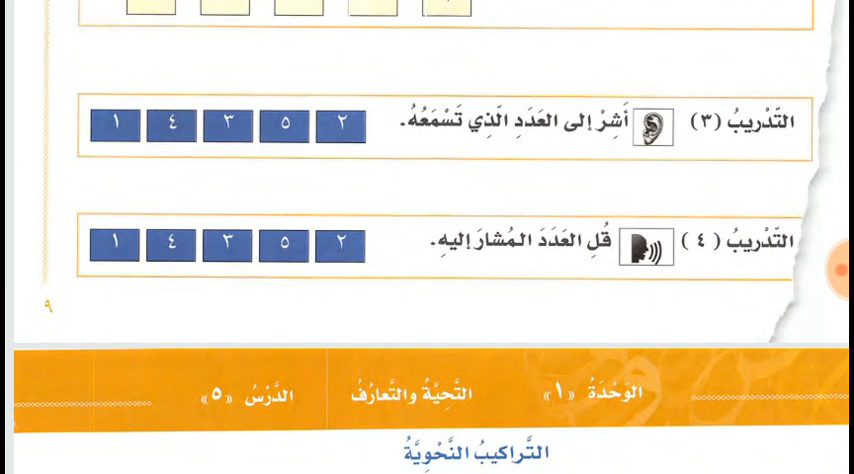 التَّدْرِيبُ (٣) أَشِرْ إلى العَدَدِ الّذِي تَسْمَعُهُ. ٢ ٥ ٣ ٤ ١
التَّدْرِيبُ ( ٤ ) قُلِ العَدَدَ المُشارَ إليهِ. ٢ ٥ ٣ ٤ ١
٩
الوَحْدَةُ «١» التَّحِيَّةُ والتَّعارُفُ الدَّرْسُ «٥»
التَّراكيبُ النَّحْوِيَّةُ